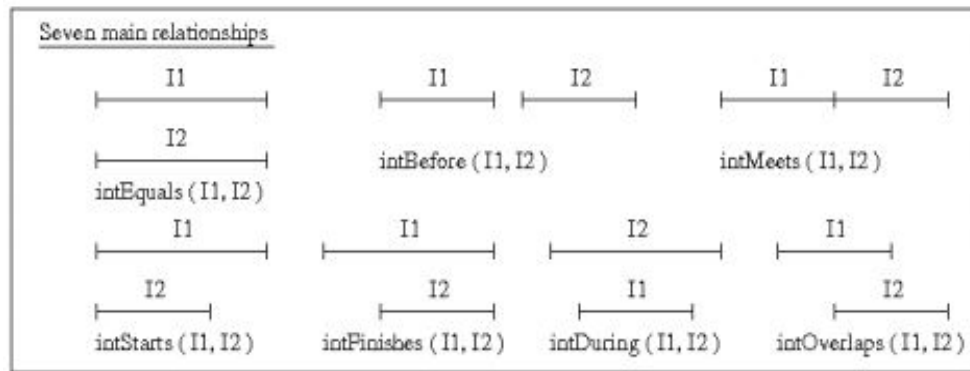 Seven main relationships
I1 I1 I2 I1 I2
I2
intEquals ( I1, I2 ) intBefore ( I1, I2 ) intMeets ( I1, I2 )
I1 I1 I2 I1
I2 I2 I1 I2
intStarts ( I1, I2 ) intFinishes ( I1, I2 ) intDuring ( I1, I2 ) intOverlaps ( I1, I2 )